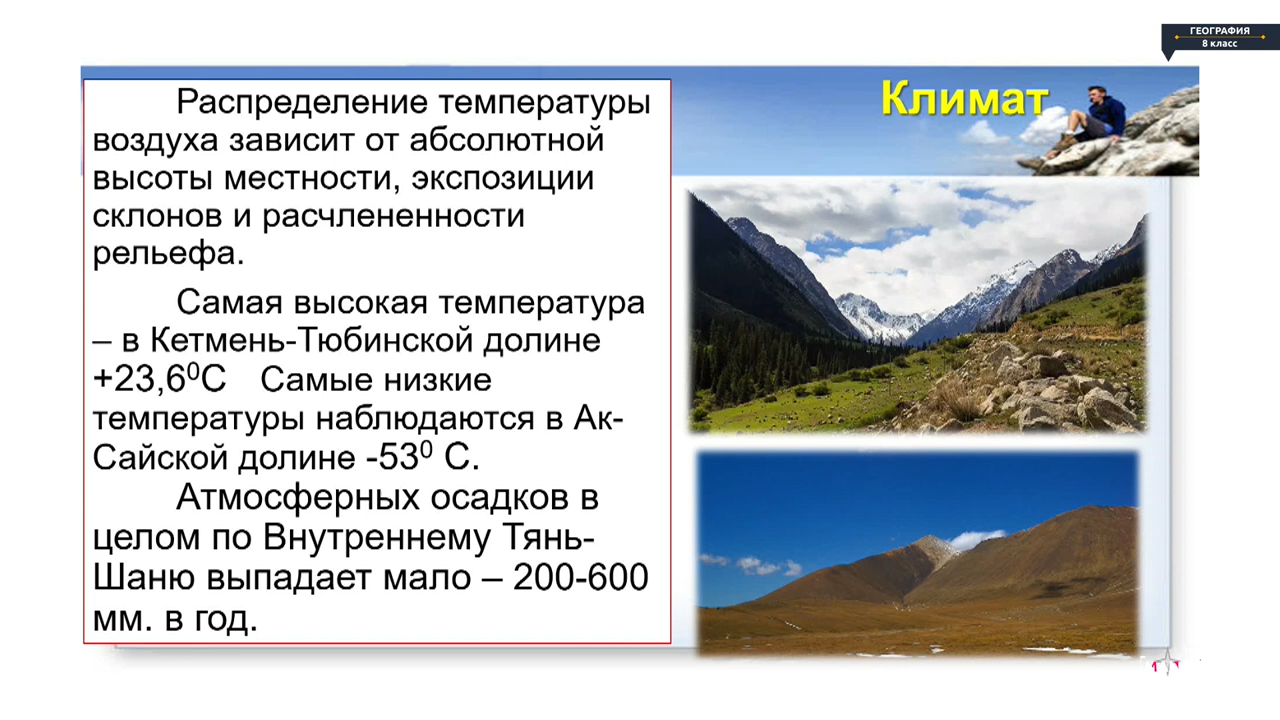 ГЕОГРАФИЯ
8 класс
Климат
Распределение температуры
воздуха зависит от абсолютной
высоты местности, экспозиции
склонов и расчлененности
рельефа.
Самая высокая температура
– в Кетмень-Тюбинской долине
+23,6⁰С Самые низкие
температуры наблюдаются в Ак-
Сайской долине -53⁰ С.
Атмосферных осадков в
целом по Внутреннему Тянь-
Шаню выпадает мало – 200-600
мм. в год.